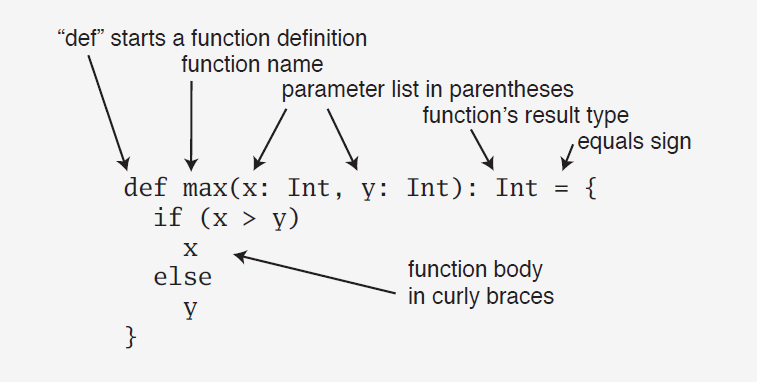 “def” starts a function definition
function name
parameter list in parentheses
function’s result type
equals sign
def max(x: Int, y: Int): Int = {
if (x > y)
x
else
y
}
function body
in curly braces